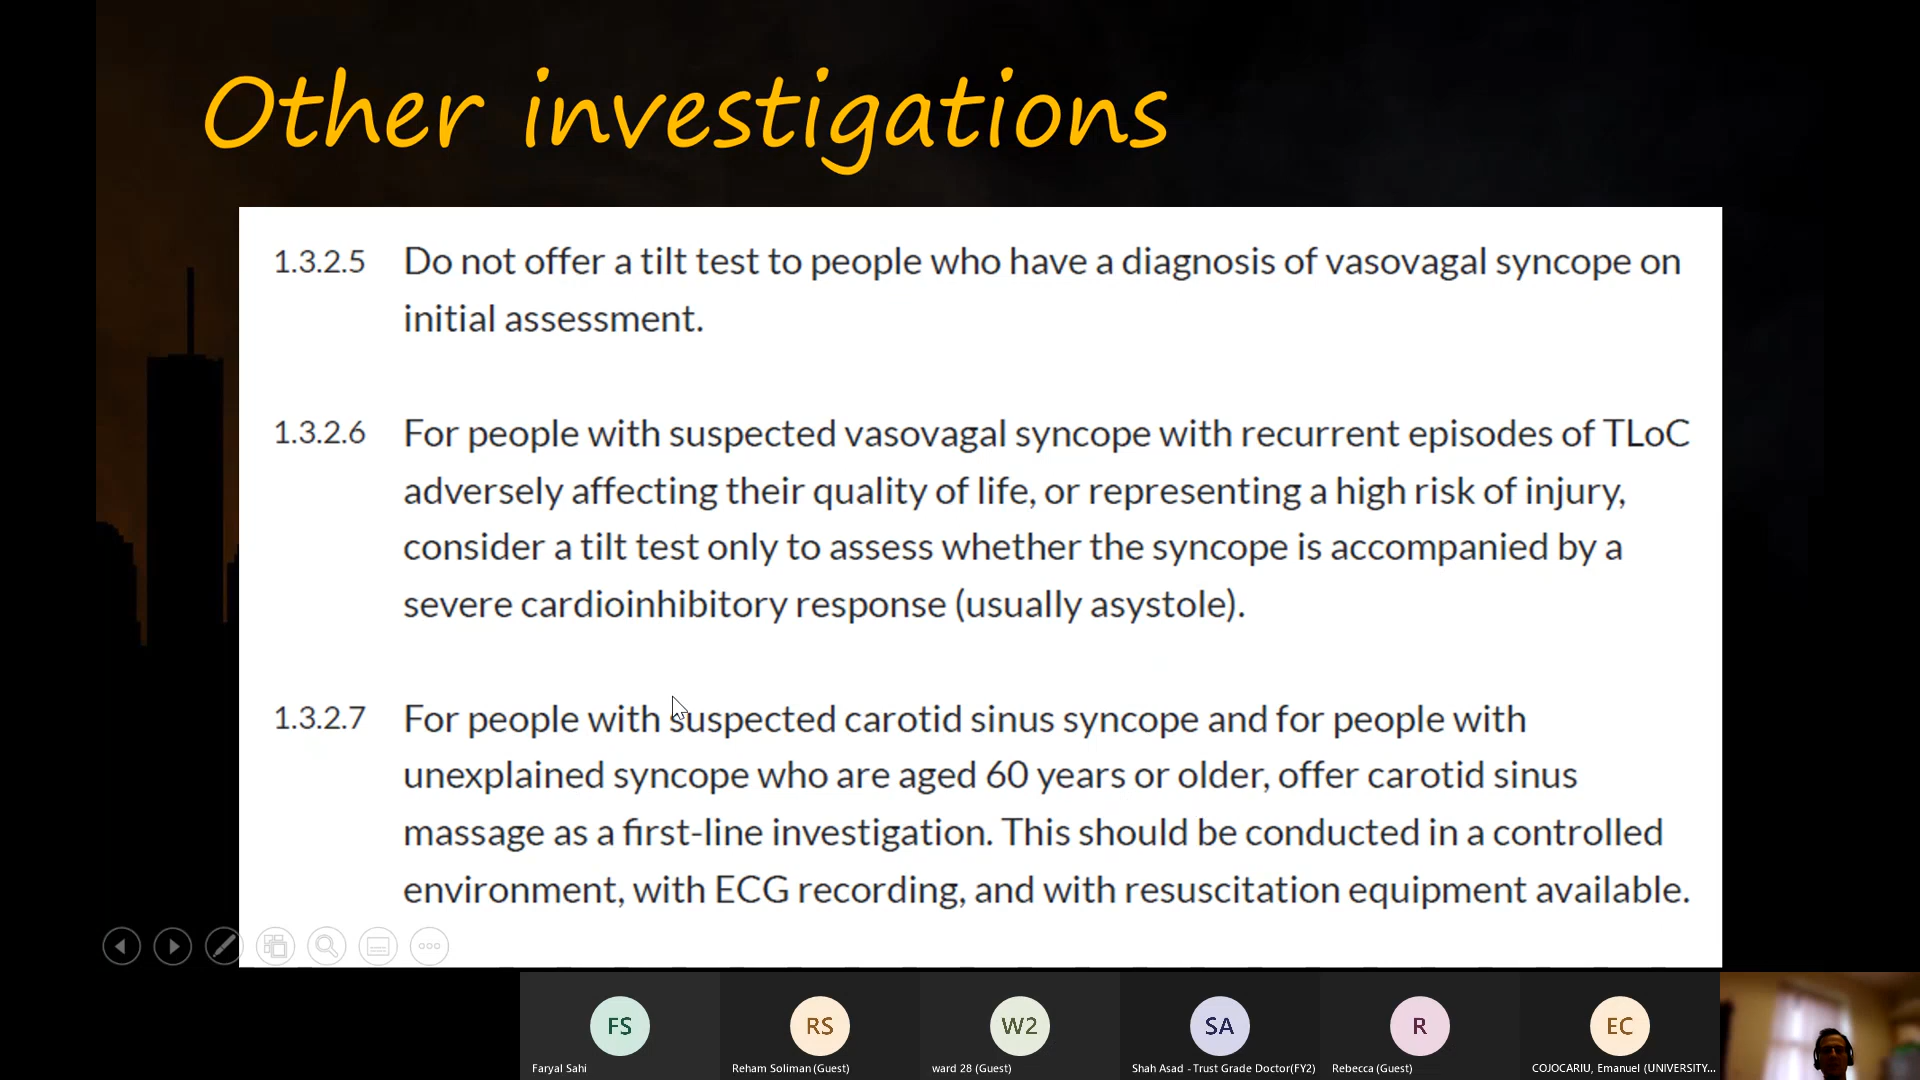 Other investigations
1.3.2.5 Do not offer a tilt test to people who have a diagnosis of vasovagal syncope on
initial assessment.
1.3.2.6 For people with suspected vasovagal syncope with recurrent episodes of TLoC
adversely affecting their quality of life, or representing a high risk of injury,
consider a tilt test only to assess whether the syncope is accompanied by a
severe cardioinhibitory response (usually asystole).
1.3.2.7 For people with suspected carotid sinus syncope and for people with
unexplained syncope who are aged 60 years or older, offer carotid sinus
massage as a first-line investigation. This should be conducted in a controlled
environment, with ECG recording, and with resuscitation equipment available.
FS RS W2 SA R EC
Faryal Sahi Reham Soliman (Guest) ward 28 (Guest) Shah Asad - Trust Grade Doctor(FY2) Rebecca (Guest) COJOCARIU, Emanuel (UNIVERSITY...